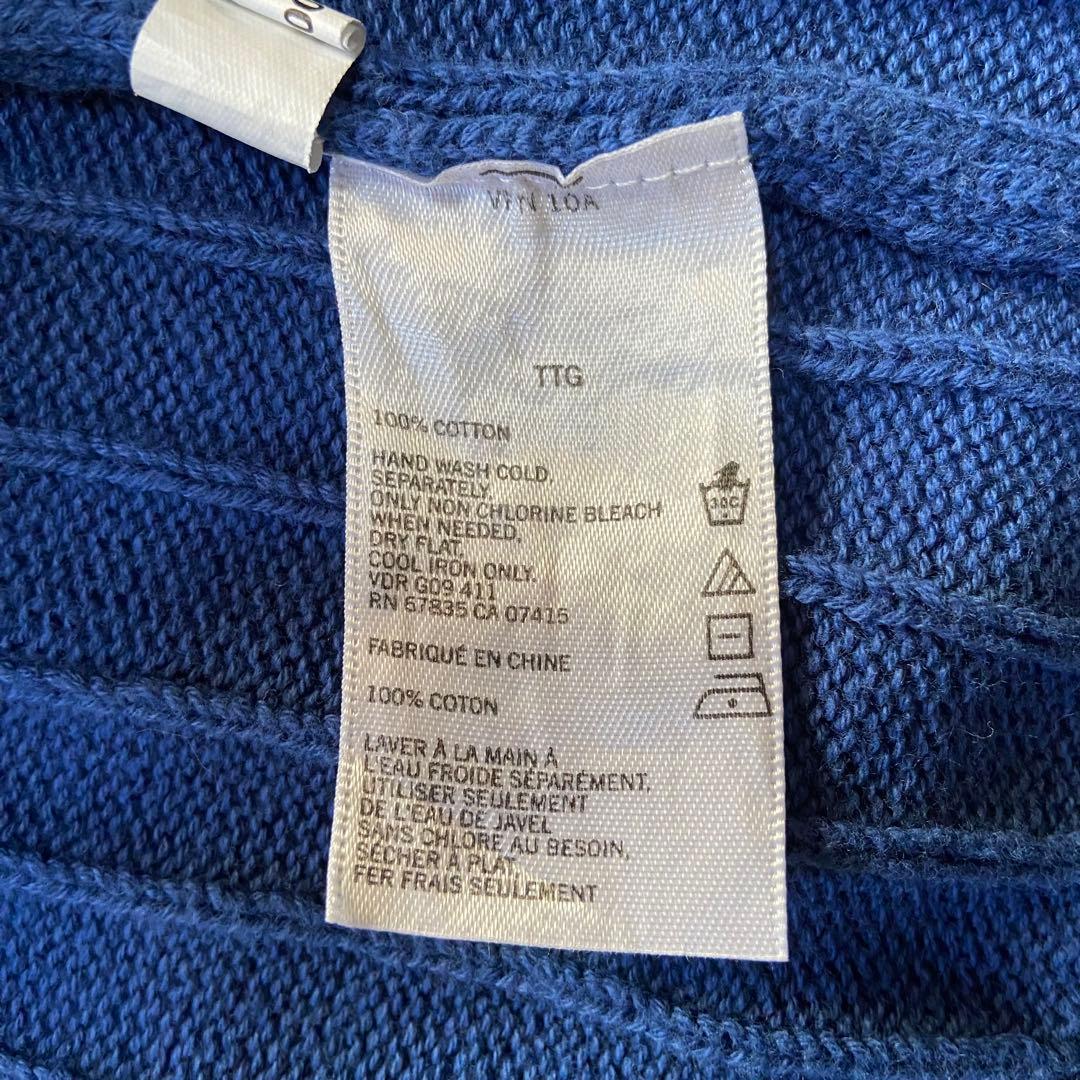 TTG
100% COTTON
HAND WASH COLD,
SEPARATELY,
ONLY NON CHLORINE BLEACH
WHEN NEEDED,
DRY FLAT,
COOL IRON ONLY.
VDR G09 411
RN 67835 CA 07415
FABRIQUÉ EN CHINE
100% COTON
LAVER À LA MAIN À
L'EAU FROIDE SÉPARÉMENT,
UTILISER SEULEMENT
DE L'EAU DE JAVEL
SANS CHLORE AU BESOIN,
SÉCHER À PLAT,
FER FRAIS SEULEMENT